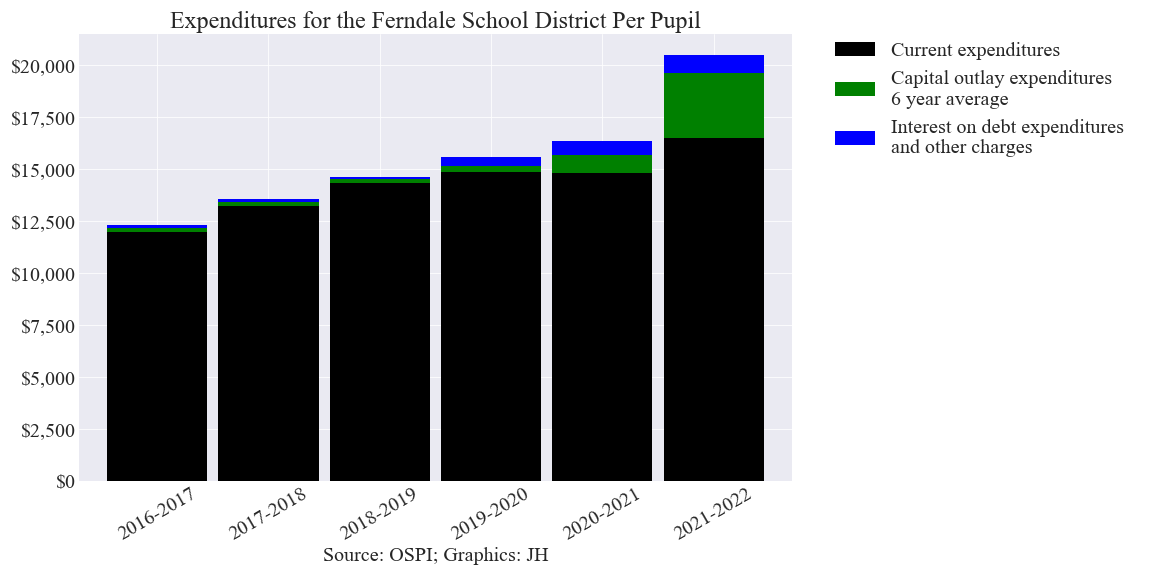 Expenditures for the Ferndale School District Per Pupil
$20,000
$17,500
$15,000
$12,500
$10,000
$7,500
$5,000
$2,500
$0
2016-2017
2017-2018
2018-2019
2019-2020
2020-2021
2021-2022
Source: OSPI; Graphics: JH
Current expenditures
Capital outlay expenditures
6 year average
Interest on debt expenditures
and other charges